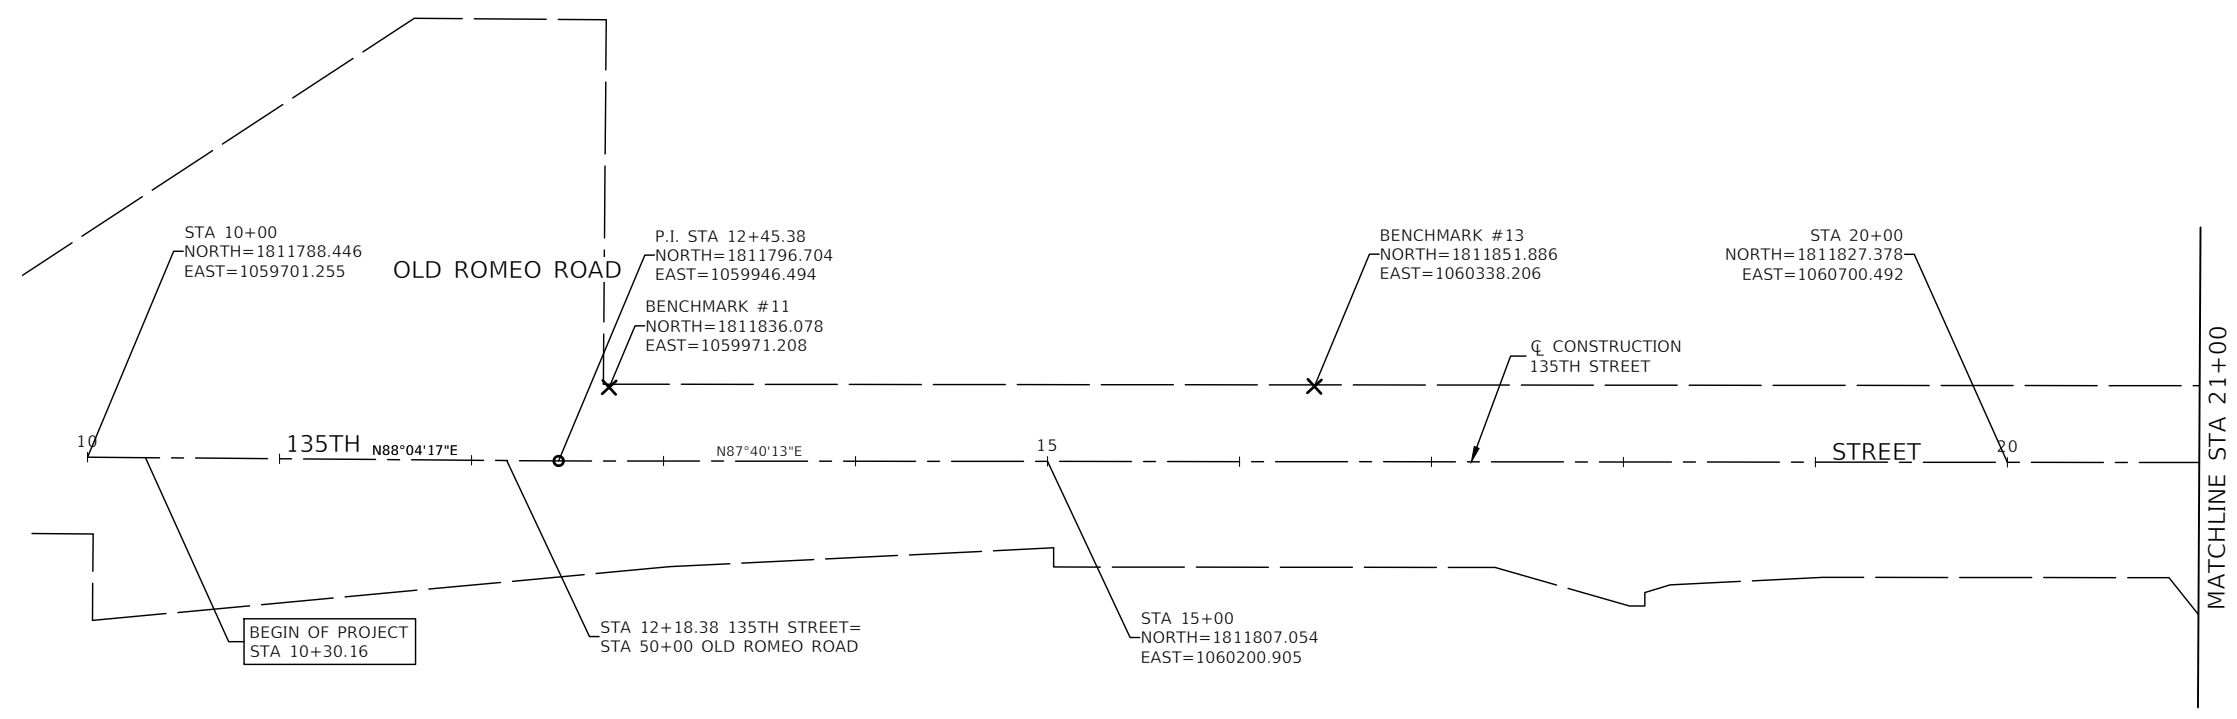 STA 10+00
NORTH=1811788.446
EAST=1059701.255
OLD ROMEO ROAD
P.I. STA 12+45.38
NORTH=1811796.704
EAST=1059946.494
BENCHMARK #11
NORTH=1811836.078
EAST=1059971.208
BENCHMARK #13
NORTH=1811851.886
EAST=1060338.206
STA 20+00
NORTH=1811827.378
EAST=1060700.492
℄ CONSTRUCTION
135TH STREET
10
135TH
N88°04'17"E
N87°40'13"E
15
STREET
20
MATCHLINE STA 21+00
BEGIN OF PROJECT
STA 10+30.16
STA 12+18.38 135TH STREET=
STA 50+00 OLD ROMEO ROAD
STA 15+00
NORTH=1811807.054
EAST=1060200.905